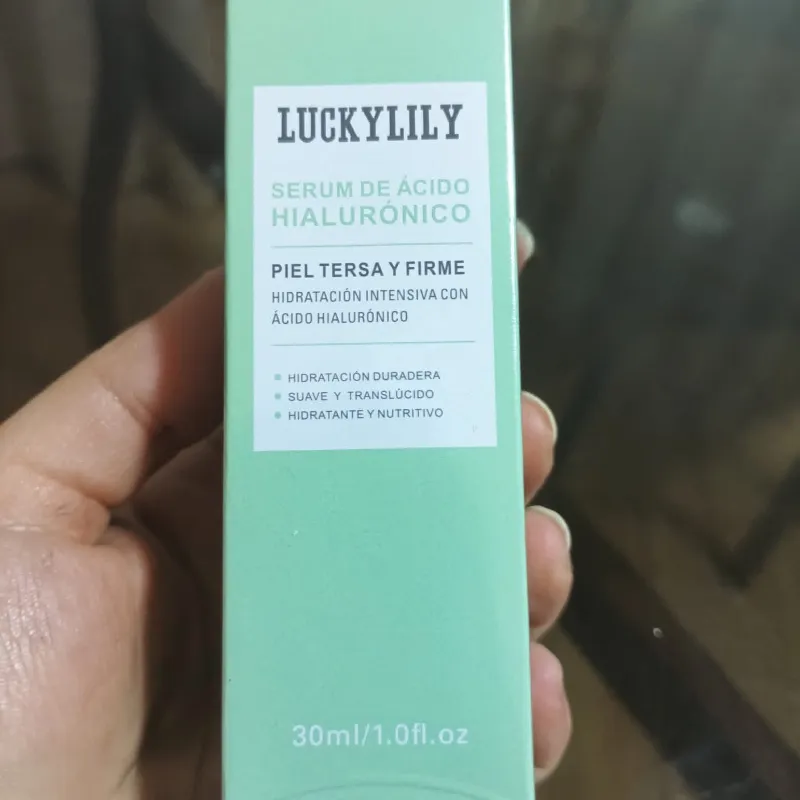 LUCKYLILY
SERUM DE ÁCIDO
HIALURÓNICO
PIEL TERSA Y FIRME
HIDRATACIÓN INTENSIVA CON
ÁCIDO HIALURÓNICO
HIDRATACIÓN DURADERA
SUAVE Y TRANSLÚCIDO
HIDRATANTE Y NUTRITIVO
30ml/1.0fl.oz